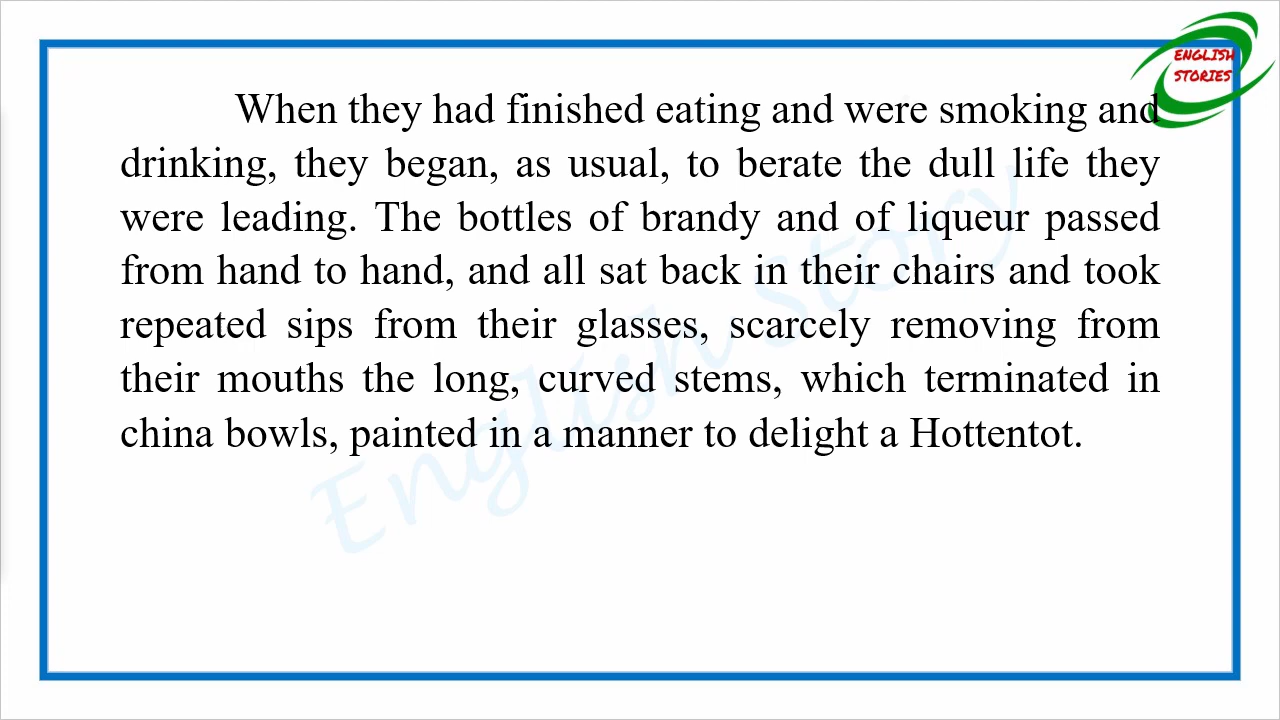 ENGLISH
STORIES
When they had finished eating and were smoking and
drinking, they began, as usual, to berate the dull life they
were leading. The bottles of brandy and of liqueur passed
from hand to hand, and all sat back in their chairs and took
repeated sips from their glasses, scarcely removing from
their mouths the long, curved stems, which terminated in
china bowls, painted in a manner to delight a Hottentot.
English Story